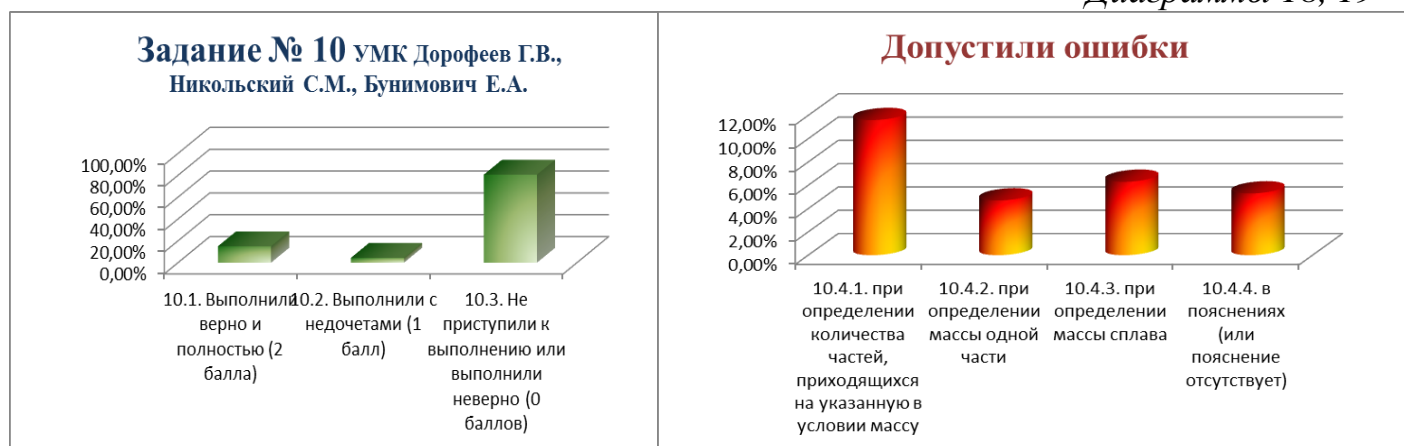 Диаграммы 18, 19
Задание № 10 УМК Дорофеев Г.В.,
Никольский С.М., Бунимович Е.А.
100,00%
80,00%
60,00%
40,00%
20,00%
0,00%
10.1. Выполнили
верно и
полностью (2
балла)
10.2. Выполнили с
недочетами (1
балл)
10.3. Не
приступили к
выполнению или
выполнили
неверно (0
баллов)
Допустили ошибки
12,00%
10,00%
8,00%
6,00%
4,00%
2,00%
0,00%
10.4.1. при
определении
количества
частей,
приходящихся
на указанную в
условии массу
10.4.2. при
определении
массы одной
части
10.4.3. при
определении
массы сплава
10.4.4. в
пояснениях
(или
пояснение
отсутствует)